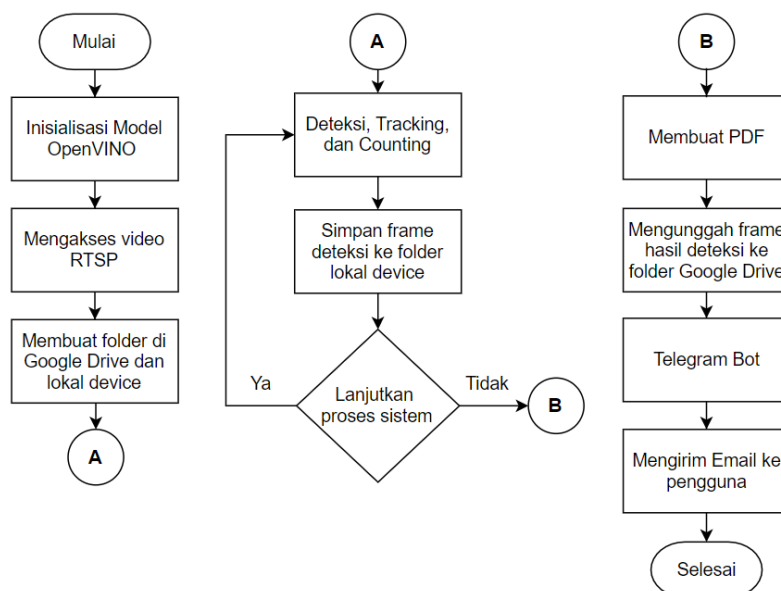 Mulai
Inisialisasi Model
OpenVINO
Mengakses video
RTSP
Membuat folder di
Google Drive dan
lokal device
A
A
Deteksi, Tracking,
dan Counting
Simpan frame
deteksi ke folder
lokal device
Lanjutkan
proses sistem
Ya
Tidak
B
B
Membuat PDF
Mengunggah frame
hasil deteksi ke
folder Google Drive
Telegram Bot
Mengirim Email ke
pengguna
Selesai